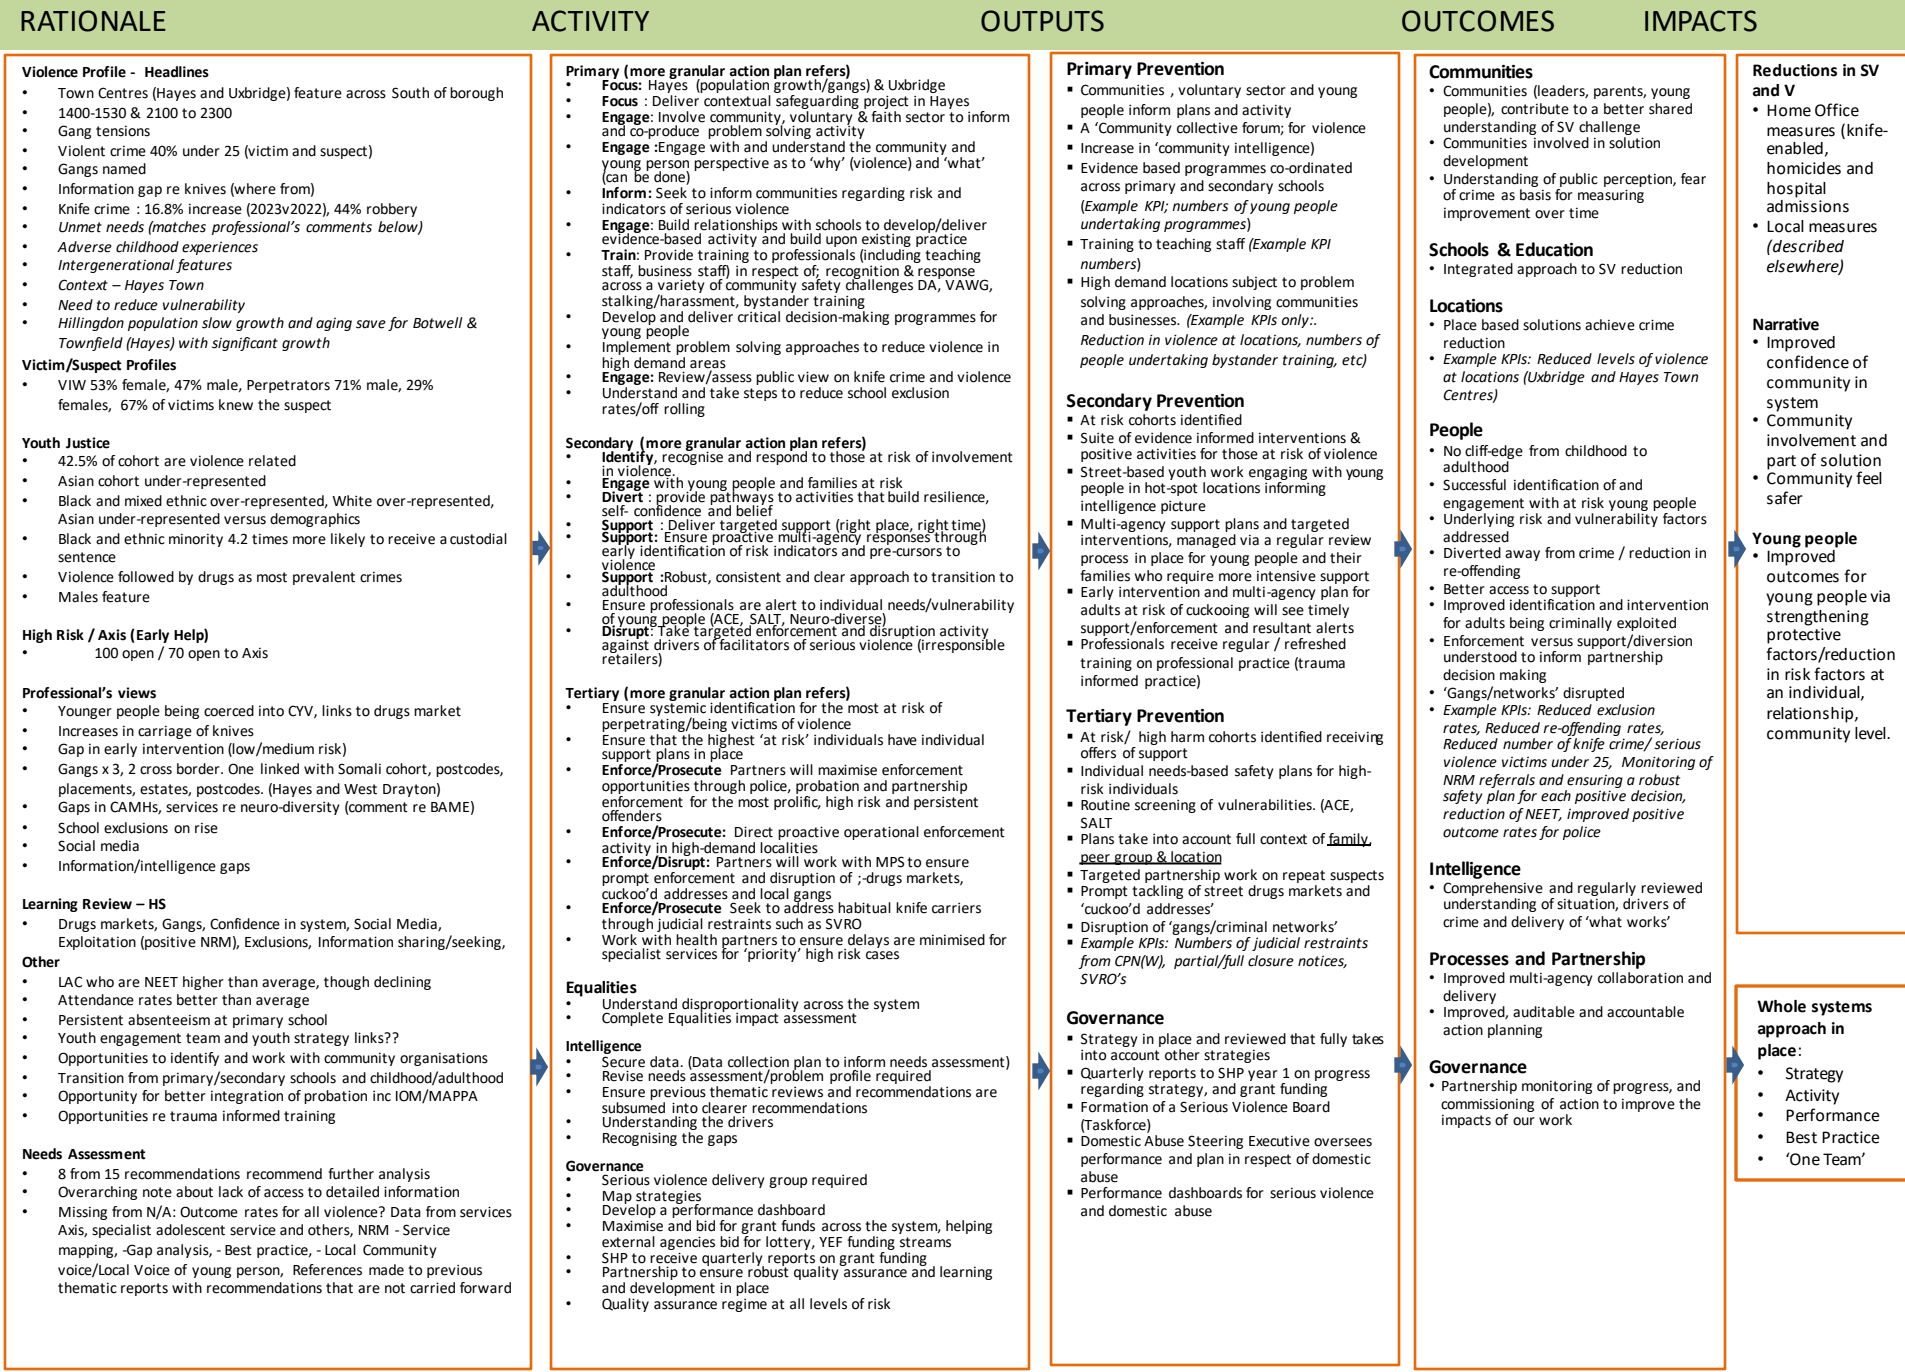 RATIONALE
ACTIVITY
OUTPUTS
OUTCOMES
IMPACTS
Violence Profile - Headlines
• Town Centres (Hayes and Uxbridge) feature across South of borough
• 1400-1530 & 2100 to 2300
• Gang tensions
• Violent crime 40% under 25 (victim and suspect)
• Gangs named
• Information gap re knives (where from)
• Knife crime : 16.8% increase (2023v2022), 44% robbery
• Unmet needs (matches professional's comments below)
• Adverse childhood experiences
• Intergenerational features
• Context – Hayes Town
• Need to reduce vulnerability
• Hillingdon population slow growth and aging save for Botwell &
Townfield (Hayes) with significant growth
Victim/Suspect Profiles
• VIW 53% female, 47% male, Perpetrators 71% male, 29%
females, 67% of victims knew the suspect
Youth Justice
• 42.5% of cohort are violence related
• Asian cohort under-represented
• Black and mixed ethnic over-represented, White over-represented,
Asian under-represented versus demographics
• Black and ethnic minority 4.2 times more likely to receive a custodial
sentence
• Violence followed by drugs as most prevalent crimes
• Males feature
High Risk / Axis (Early Help)
• 100 open / 70 open to Axis
Professional's views
• Younger people being coerced into CYV, links to drugs market
• Increases in carriage of knives
• Gap in early intervention (low/medium risk)
• Gangs x 3, 2 cross border. One linked with Somali cohort, postcodes,
placements, estates, postcodes. (Hayes and West Drayton)
• Gaps in CAMHs, services re neuro-diversity (comment re BAME)
• School exclusions on rise
• Social media
• Information/intelligence gaps
Learning Review – HS
• Drugs markets, Gangs, Confidence in system, Social Media,
Exploitation (positive NRM), Exclusions, Information sharing/seeking,
Other
• LAC who are NEET higher than average, though declining
• Attendance rates better than average
• Persistent absenteeism at primary school
• Youth engagement team and youth strategy links??
• Opportunities to identify and work with community organisations
• Transition from primary/secondary schools and childhood/adulthood
• Opportunity for better integration of probation inc IOM/MAPPA
• Opportunities re trauma informed training
Needs Assessment
• 8 from 15 recommendations recommend further analysis
• Overarching note about lack of access to detailed information
• Missing from N/A: Outcome rates for all violence? Data from services
Axis, specialist adolescent service and others, NRM - Service
mapping, -Gap analysis, - Best practice, - Local Community
voice/Local Voice of young person, References made to previous
thematic reports with recommendations that are not carried forward
Primary (more granular action plan refers)
• Focus: Hayes (population growth/gangs) & Uxbridge
• Focus : Deliver contextual safeguarding project in Hayes
• Engage: Involve community, voluntary & faith sector to inform
and co-produce problem solving activity
• Engage :Engage with and understand the community and
young person perspective as to 'why' (violence) and 'what'
(can be done)
• Inform: Seek to inform communities regarding risk and
indicators of serious violence
• Engage: Build relationships with schools to develop/deliver
evidence-based activity and build upon existing practice
• Train: Provide training to professionals (including teaching
staff, business staff) in respect of; recognition & response
across a variety of community safety challenges DA, VAWG,
stalking/harassment, bystander training
• Develop and deliver critical decision-making programmes for
young people
• Implement problem solving approaches to reduce violence in
high demand areas
• Engage: Review/assess public view on knife crime and violence
• Understand and take steps to reduce school exclusion
rates/off rolling
Secondary (more granular action plan refers)
• Identify, recognise and respond to those at risk of involvement
in violence.
• Engage with young people and families at risk
• Divert : provide pathways to activities that build resilience,
self- confidence and belief
• Support : Deliver targeted support (right place, right time)
• Support: Ensure proactive multi-agency responses through
early identification of risk indicators and pre-cursors to
violence
• Support :Robust, consistent and clear approach to transition to
adulthood
• Ensure professionals are alert to individual needs/vulnerability
of young people (ACE, SALT, Neuro-diverse)
• Disrupt: Take targeted enforcement and disruption activity
against drivers of facilitators of serious violence (irresponsible
retailers)
Tertiary (more granular action plan refers)
• Ensure systemic identification for the most at risk of
perpetrating/being victims of violence
• Ensure that the highest 'at risk' individuals have individual
support plans in place
• Enforce/Prosecute Partners will maximise enforcement
opportunities through police, probation and partnership
enforcement for the most prolific, high risk and persistent
offenders
• Enforce/Prosecute: Direct proactive operational enforcement
activity in high-demand localities
• Enforce/Disrupt: Partners will work with MPS to ensure
prompt enforcement and disruption of ;-drugs markets,
cuckoo'd addresses and local gangs
• Enforce/Prosecute Seek to address habitual knife carriers
through judicial restraints such as SVRO
• Work with health partners to ensure delays are minimised for
specialist services for 'priority' high risk cases
Equalities
• Understand disproportionality across the system
• Complete Equalities impact assessment
Intelligence
• Secure data. (Data collection plan to inform needs assessment)
• Revise needs assessment/problem profile required
• Ensure previous thematic reviews and recommendations are
subsumed into clearer recommendations
• Understanding the drivers
• Recognising the gaps
Governance
• Serious violence delivery group required
• Map strategies
• Develop a performance dashboard
• Maximise and bid for grant funds across the system, helping
external agencies bid for lottery, YEF funding streams
• SHP to receive quarterly reports on grant funding
• Partnership to ensure robust quality assurance and learning
and development in place
• Quality assurance regime at all levels of risk
Primary Prevention
▪ Communities , voluntary sector and young
people inform plans and activity
▪ A 'Community collective forum; for violence
▪ Increase in 'community intelligence)
▪ Evidence based programmes co-ordinated
across primary and secondary schools
(Example KPI; numbers of young people
undertaking programmes)
▪ Training to teaching staff (Example KPI
numbers)
▪ High demand locations subject to problem
solving approaches, involving communities
and businesses. (Example KPIs only:.
Reduction in violence at locations, numbers of
people undertaking bystander training, etc)
Secondary Prevention
▪ At risk cohorts identified
▪ Suite of evidence informed interventions &
positive activities for those at risk of violence
▪ Street-based youth work engaging with young
people in hot-spot locations informing
intelligence picture
▪ Multi-agency support plans and targeted
interventions, managed via a regular review
process in place for young people and their
families who require more intensive support
▪ Early intervention and multi-agency plan for
adults at risk of cuckooing will see timely
support/enforcement and resultant alerts
▪ Professionals receive regular / refreshed
training on professional practice (trauma
informed practice)
Tertiary Prevention
▪ At risk/ high harm cohorts identified receiving
offers of support
▪ Individual needs-based safety plans for high-
risk individuals
▪ Routine screening of vulnerabilities. (ACE,
SALT
▪ Plans take into account full context of family,
peer group & location
▪ Targeted partnership work on repeat suspects
▪ Prompt tackling of street drugs markets and
'cuckoo'd addresses'
▪ Disruption of 'gangs/criminal networks'
▪ Example KPIs: Numbers of judicial restraints
from CPN(W), partial/full closure notices,
SVRO's
Governance
▪ Strategy in place and reviewed that fully takes
into account other strategies
▪ Quarterly reports to SHP year 1 on progress
regarding strategy, and grant funding
▪ Formation of a Serious Violence Board
(Taskforce)
▪ Domestic Abuse Steering Executive oversees
performance and plan in respect of domestic
abuse
▪ Performance dashboards for serious violence
and domestic abuse
Communities
• Communities (leaders, parents, young
people), contribute to a better shared
understanding of SV challenge
• Communities involved in solution
development
• Understanding of public perception, fear
of crime as basis for measuring
improvement over time
Schools & Education
• Integrated approach to SV reduction
Locations
• Place based solutions achieve crime
reduction
• Example KPIs: Reduced levels of violence
at locations (Uxbridge and Hayes Town
Centres)
People
• No cliff-edge from childhood to
adulthood
• Successful identification of and
engagement with at risk young people
• Underlying risk and vulnerability factors
addressed
• Diverted away from crime / reduction in
re-offending
• Better access to support
• Improved identification and intervention
for adults being criminally exploited
• Enforcement versus support/diversion
understood to inform partnership
decision making
• 'Gangs/networks' disrupted
• Example KPIs: Reduced exclusion
rates, Reduced re-offending rates,
Reduced number of knife crime/ serious
violence victims under 25, Monitoring of
NRM referrals and ensuring a robust
safety plan for each positive decision,
reduction of NEET, improved positive
outcome rates for police
Intelligence
• Comprehensive and regularly reviewed
understanding of situation, drivers of
crime and delivery of 'what works'
Processes and Partnership
• Improved multi-agency collaboration and
delivery
• Improved, auditable and accountable
action planning
Governance
• Partnership monitoring of progress, and
commissioning of action to improve the
impacts of our work
Reductions in SV
and V
• Home Office
measures (knife-
enabled,
homicides and
hospital
admissions
• Local measures
(described
elsewhere)
Narrative
• Improved
confidence of
community in
system
• Community
involvement and
part of solution
• Community feel
safer
Young people
• Improved
outcomes for
young people via
strengthening
protective
factors/reduction
in risk factors at
an individual,
relationship,
community level.
Whole systems
approach in
place:
• Strategy
• Activity
• Performance
• Best Practice
• 'One Team'